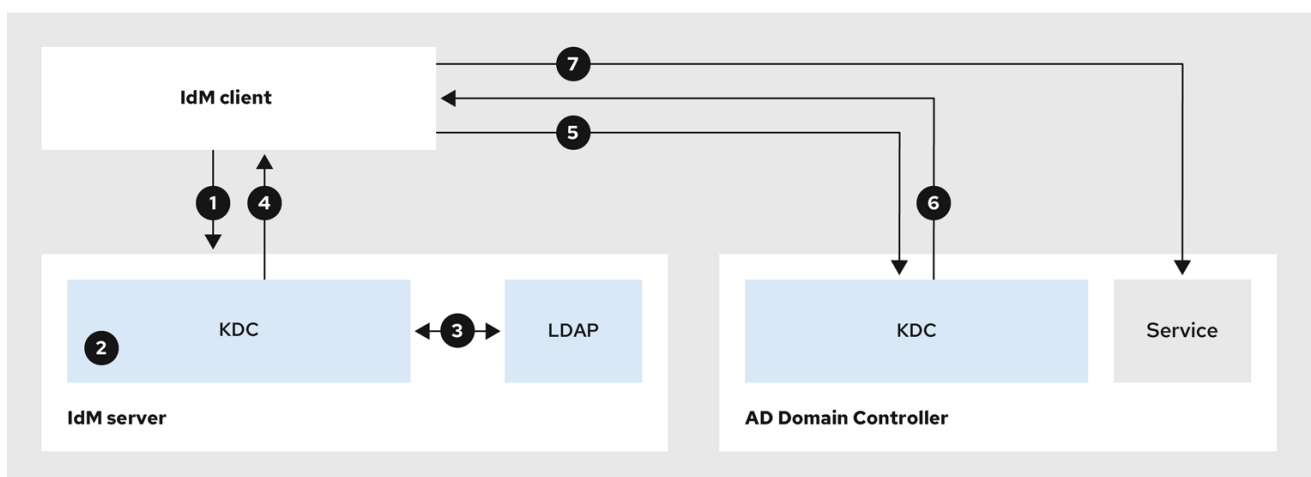 7
IdM client
5
1
4
6
KDC
3
LDAP
KDC
Service
2
IdM server
AD Domain Controller